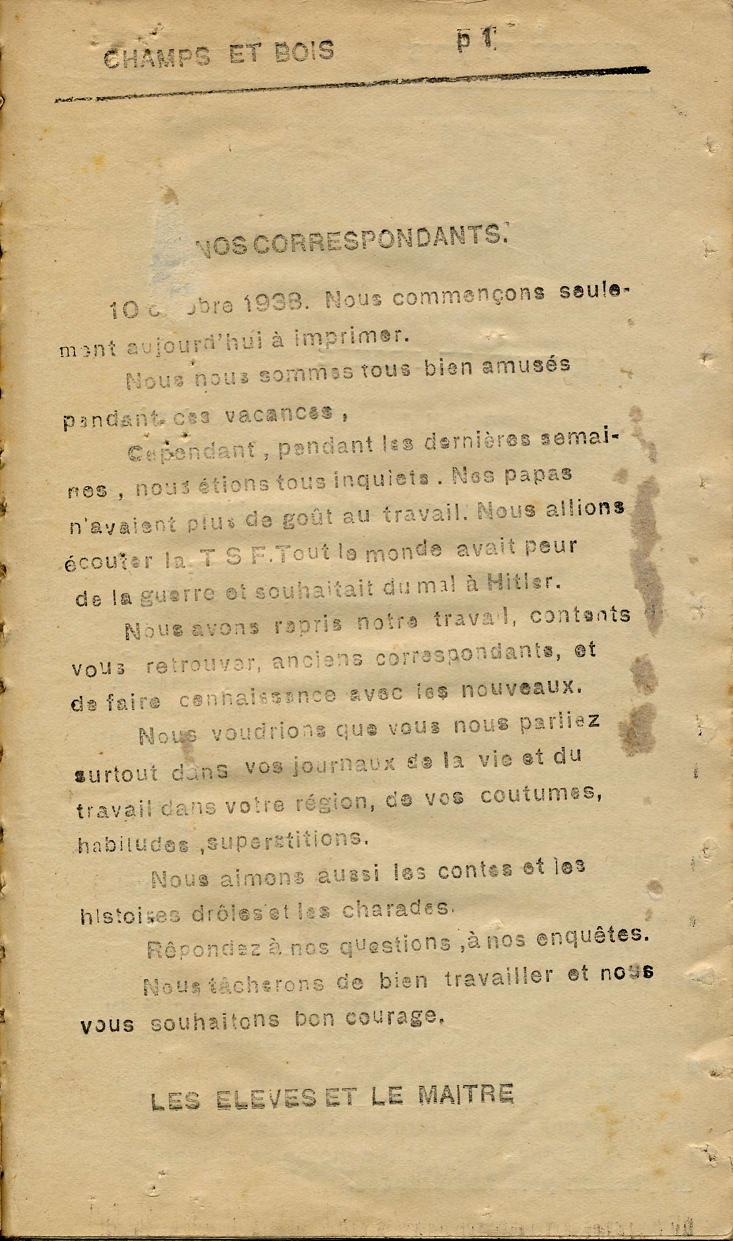 CHAMPS ET BOIS p 1
NOS CORRESPONDANTS.
10 octobre 1938. Nous commençons seule-
ment aujourd'hui à imprimer.
Nous nous sommes tous bien amusés
pendant ces vacances,
Cependant, pendant les dernières semai-
nes, nous étions tous inquiets. Nos papas
n'avaient plus de goût au travail. Nous allions
écouter la T S F. Tout le monde avait peur
de la guerre et souhaitait du mal à Hitler.
Nous avons repris notre travail, contents
vous retrouver, anciens correspondants, et
de faire connaissance avec les nouveaux.
Nous voudrions que vous nous parliez
surtout dans vos journaux de la vie et du
travail dans votre région, de vos coutumes,
habitudes, superstitions.
Nous aimons aussi les contes et les
histoires drôles et les charades.
Répondez à nos questions, à nos enquêtes.
Nous tâcherons de bien travailler et nous
vous souhaitons bon courage.
LES ELEVES ET LE MAITRE